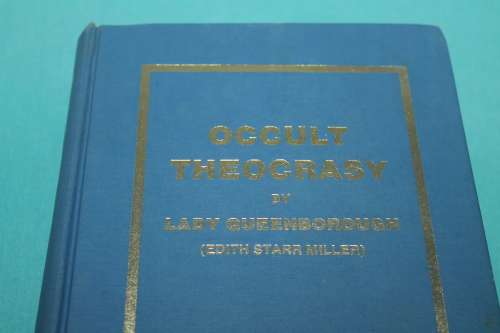 OCCULT
THEOCRASY
BY
LADY QUEENBOROUGH
(EDITH STARR MILLER)